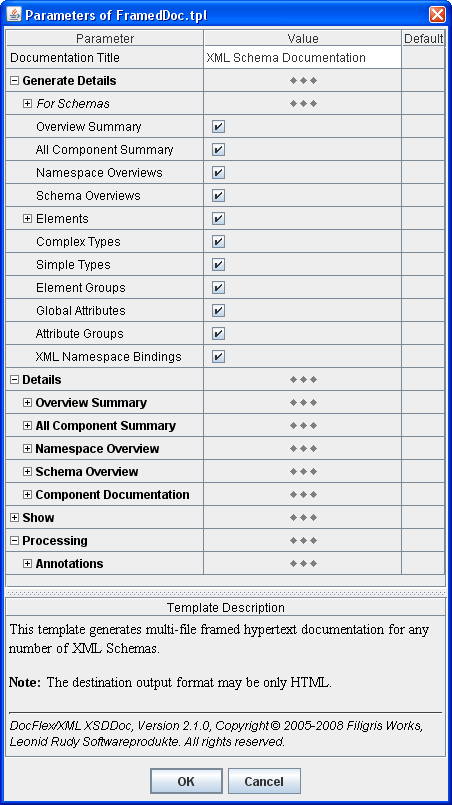 Parameters of FramedDoc.tpl
Parameter Value Default
Documentation Title XML Schema Documentation
Generate Details
For Schemas
Overview Summary
All Component Summary
Namespace Overviews
Schema Overviews
Elements
Complex Types
Simple Types
Element Groups
Global Attributes
Attribute Groups
XML Namespace Bindings
Details
Overview Summary
All Component Summary
Namespace Overview
Schema Overview
Component Documentation
Show
Processing
Annotations
Template Description
This template generates multi-file framed hypertext documentation for any
number of XML Schemas.
Note: The destination output format may be only HTML.
DocFlex/XML XSDDoc, Version 2.1.0, Copyright © 2005-2008 Filigris Works,
Leonid Rudy Softwareprodukte. All rights reserved.
OK Cancel